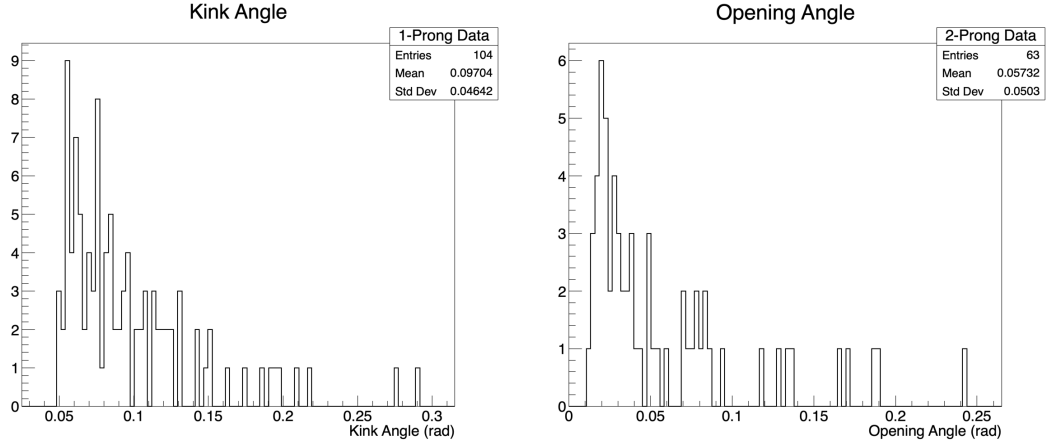 Kink Angle
1-Prong Data
Entries 104
Mean 0.09704
Std Dev 0.04642
9
8
7
6
5
4
3
2
1
0
0.05 0.1 0.15 0.2 0.25 0.3
Kink Angle (rad)
Opening Angle
2-Prong Data
Entries 63
Mean 0.05732
Std Dev 0.0503
6
5
4
3
2
1
0
0 0.05 0.1 0.15 0.2 0.25
Opening Angle (rad)